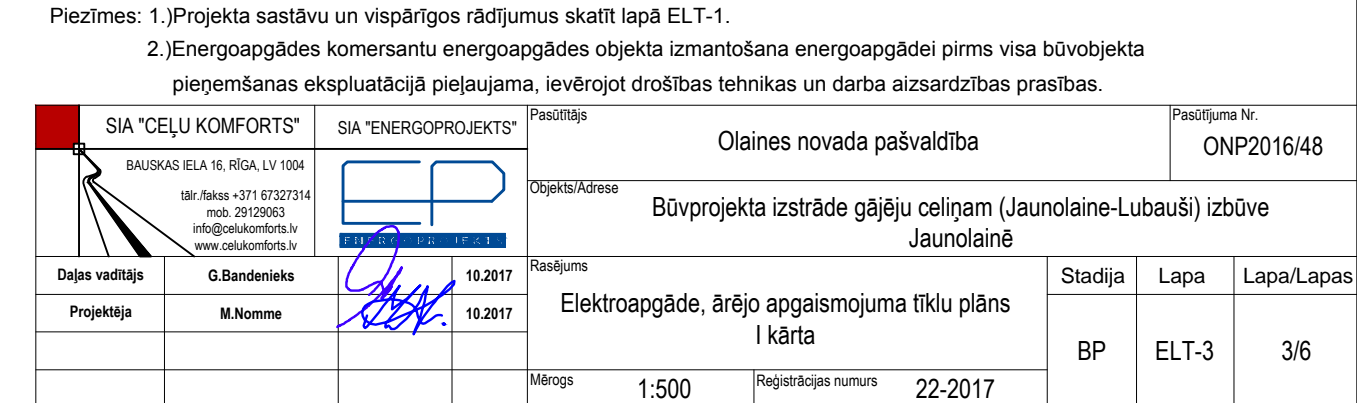 Piezīmes: 1.)Projekta sastāvu un vispārīgos rādījumus skatīt lapā ELT-1.
2.)Energoapgādes komersantu energoapgādes objekta izmantošana energoapgādei pirms visa būvobjekta
pieņemšanas ekspluatācijā pieļaujama, ievērojot drošības tehnikas un darba aizsardzības prasības.
SIA "CEĻU KOMFORTS"
BAUSKAS IELA 16, RĪGA, LV 1004
tālr./fakss +371 67327314
mob. 29129063
info@celukomforts.lv
www.celukomforts.lv
SIA "ENERGOPROJEKTS"
EP
ENERGOPROJEKTS
Pasūtītājs
Olaines novada pašvaldība
Pasūtījuma Nr.
ONP2016/48
Objekts/Adrese
Būvprojekta izstrāde gājēju celiņam (Jaunolaine-Lubauši) izbūve
Jaunolainē
Daļas vadītājs G.Bandenieks 10.2017
Projektēja M.Nomme 10.2017
Rasējums
Elektroapgāde, ārējo apgaismojuma tīklu plāns
I kārta
Stadija Lapa Lapa/Lapas
BP ELT-3 3/6
Mērogs 1:500 Reģistrācijas numurs 22-2017